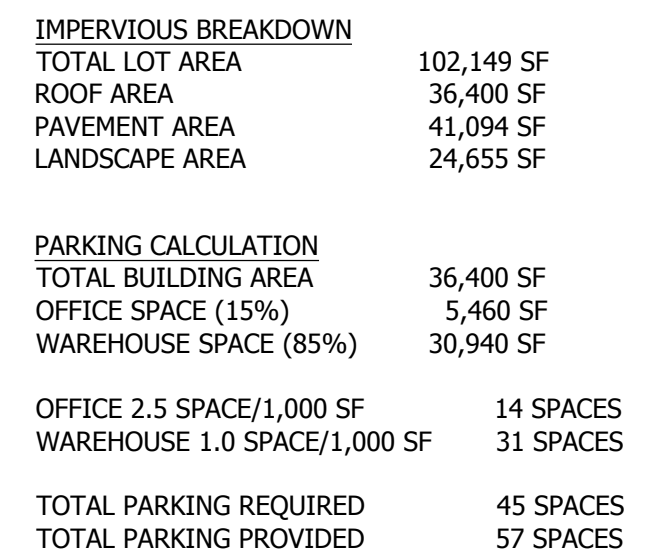 IMPERVIOUS BREAKDOWN
TOTAL LOT AREA 102,149 SF
ROOF AREA 36,400 SF
PAVEMENT AREA 41,094 SF
LANDSCAPE AREA 24,655 SF
PARKING CALCULATION
TOTAL BUILDING AREA 36,400 SF
OFFICE SPACE (15%) 5,460 SF
WAREHOUSE SPACE (85%) 30,940 SF
OFFICE 2.5 SPACE/1,000 SF 14 SPACES
WAREHOUSE 1.0 SPACE/1,000 SF 31 SPACES
TOTAL PARKING REQUIRED 45 SPACES
TOTAL PARKING PROVIDED 57 SPACES